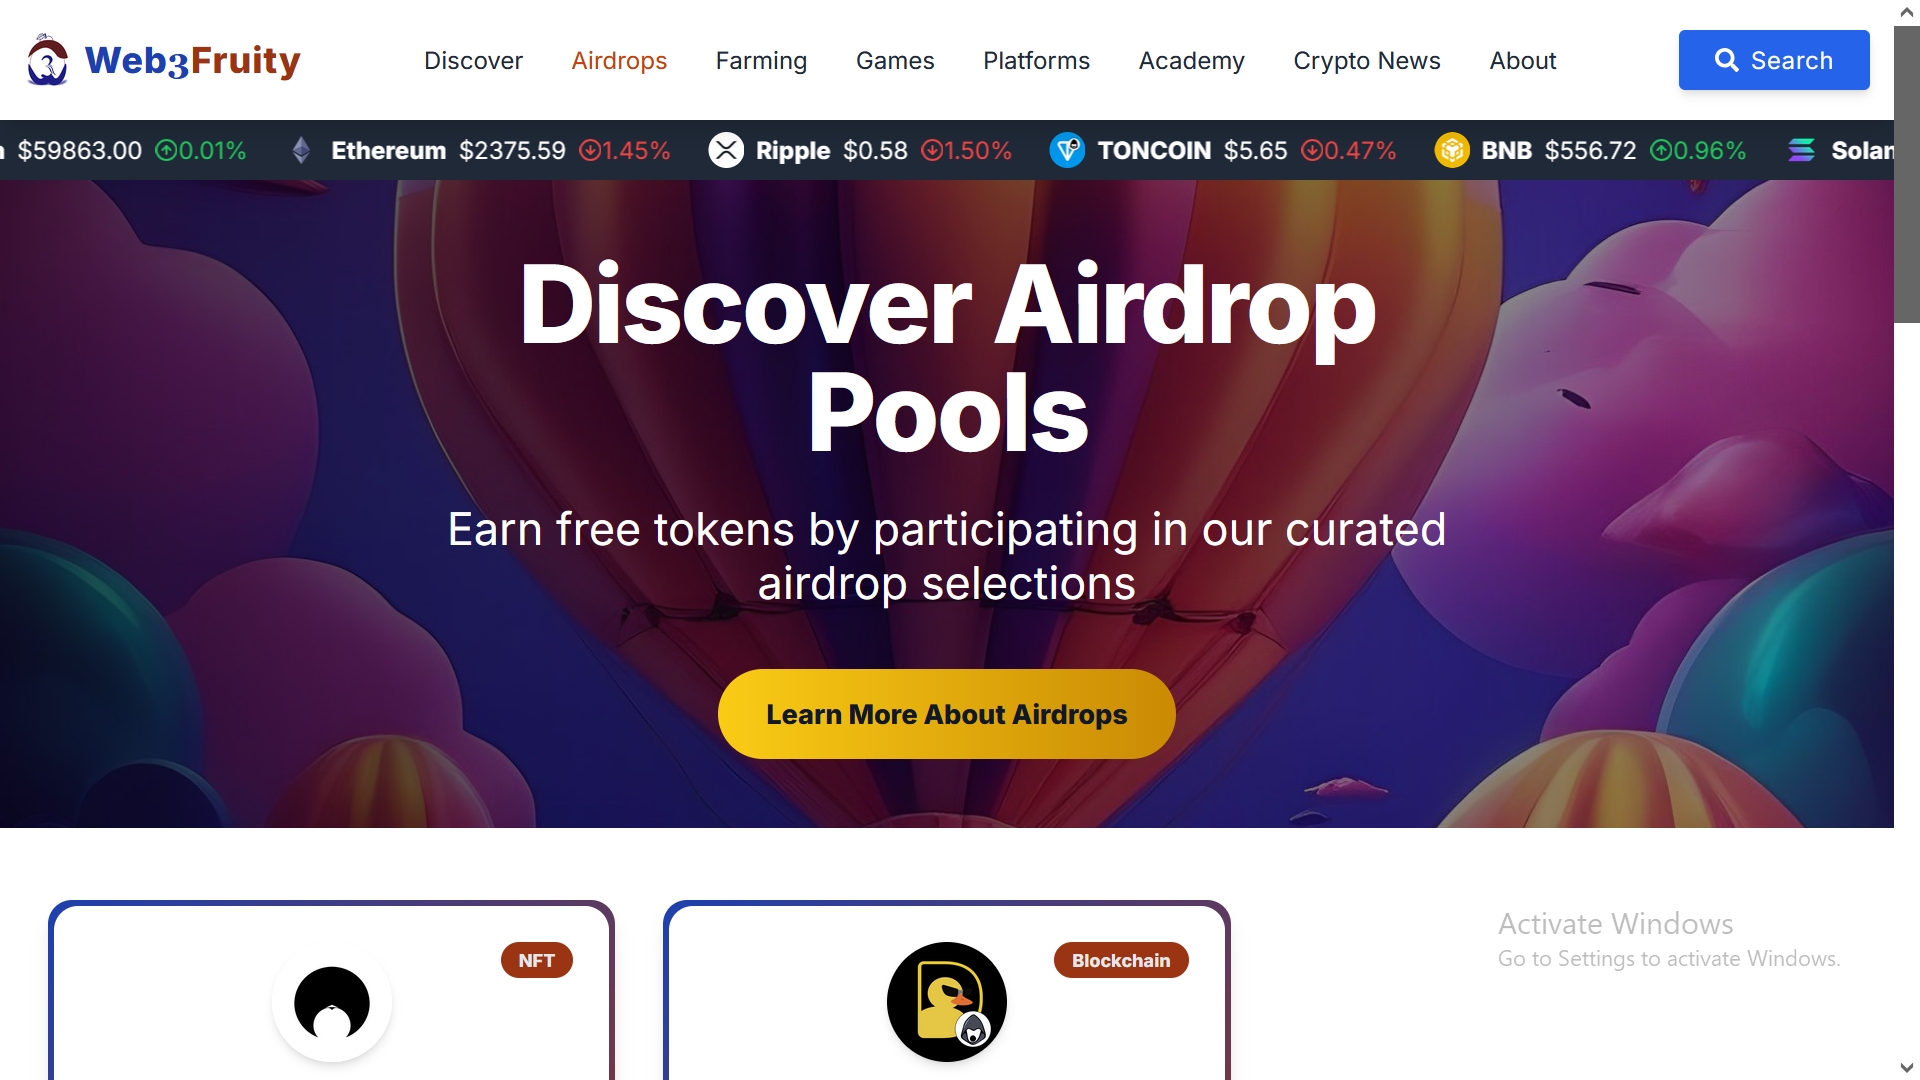 Web3Fruity
Discover Airdrops Farming Games Platforms Academy Crypto News About
Search
$59863.00 0.01% Ethereum $2375.59 1.45% Ripple $0.58 1.50% TONCOIN $5.65 0.47% BNB $556.72 0.96% Solan
Discover Airdrop
Pools
Earn free tokens by participating in our curated
airdrop selections
Learn More About Airdrops
NFT
Blockchain
Activate Windows
Go to Settings to activate Windows.